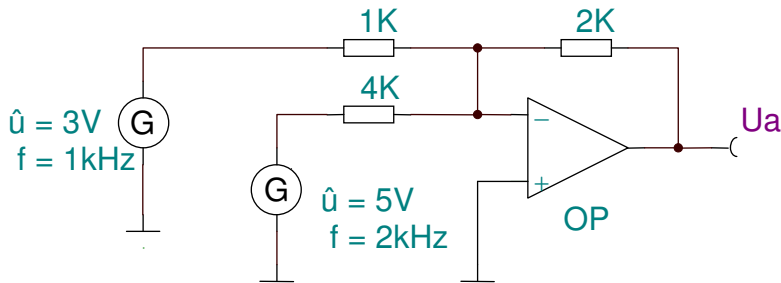 1K
2K
4K
û = 3V
f = 1kHz
G
G
û = 5V
f = 2kHz
−
+
OP
Ua